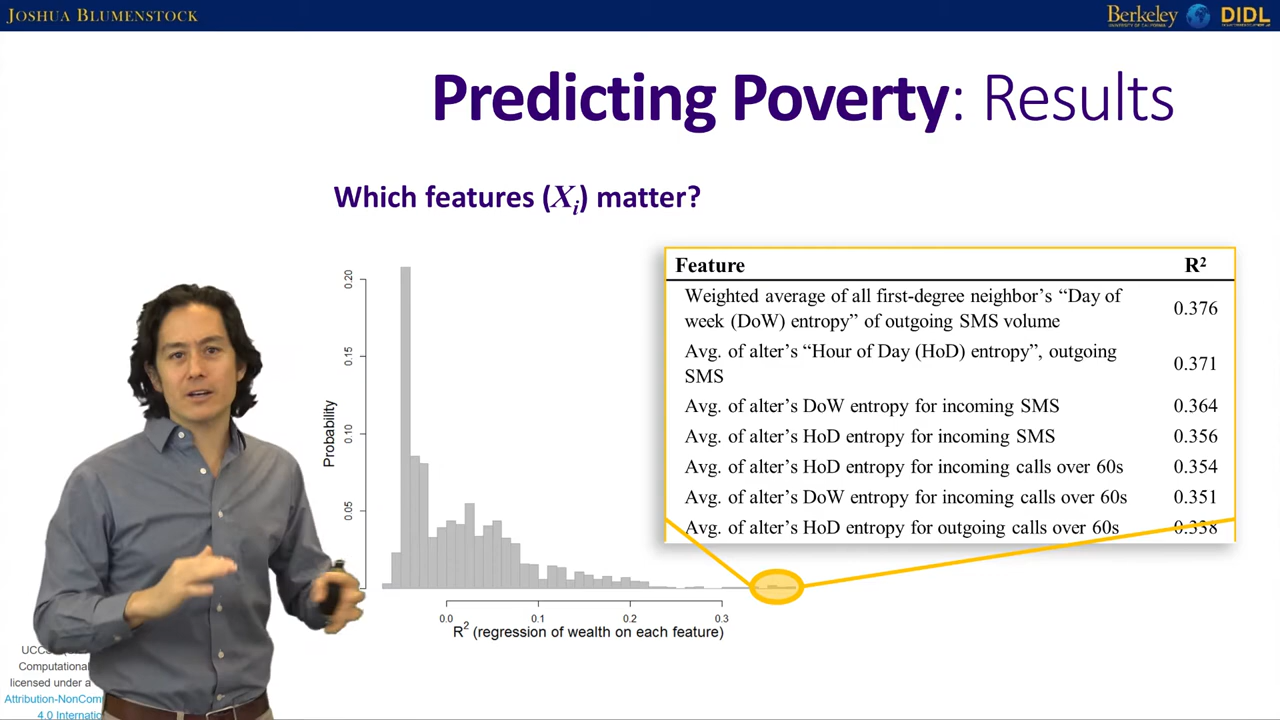 JOSHUA BLUMENSTOCK
Berkeley
UNIVERSITY OF CALIFORNIA
DIDL
Predicting Poverty: Results
Which features (Xi) matter?
Feature R²
Weighted average of all first-degree neighbor's “Day of
week (DoW) entropy” of outgoing SMS volume 0.376
Avg. of alter's “Hour of Day (HoD) entropy”, outgoing
SMS 0.371
Avg. of alter's DoW entropy for incoming SMS 0.364
Avg. of alter's HoD entropy for incoming SMS 0.356
Avg. of alter's HoD entropy for incoming calls over 60s 0.354
Avg. of alter's DoW entropy for incoming calls over 60s 0.351
Avg. of alter's HoD entropy for outgoing calls over 60s 0.338
Probability
0.20
0.15
0.10
0.05
0.0 0.1 0.2 0.3
R² (regression of wealth on each feature)
Computational
licensed under a
Attribution-NonCom
4.0 Internatio